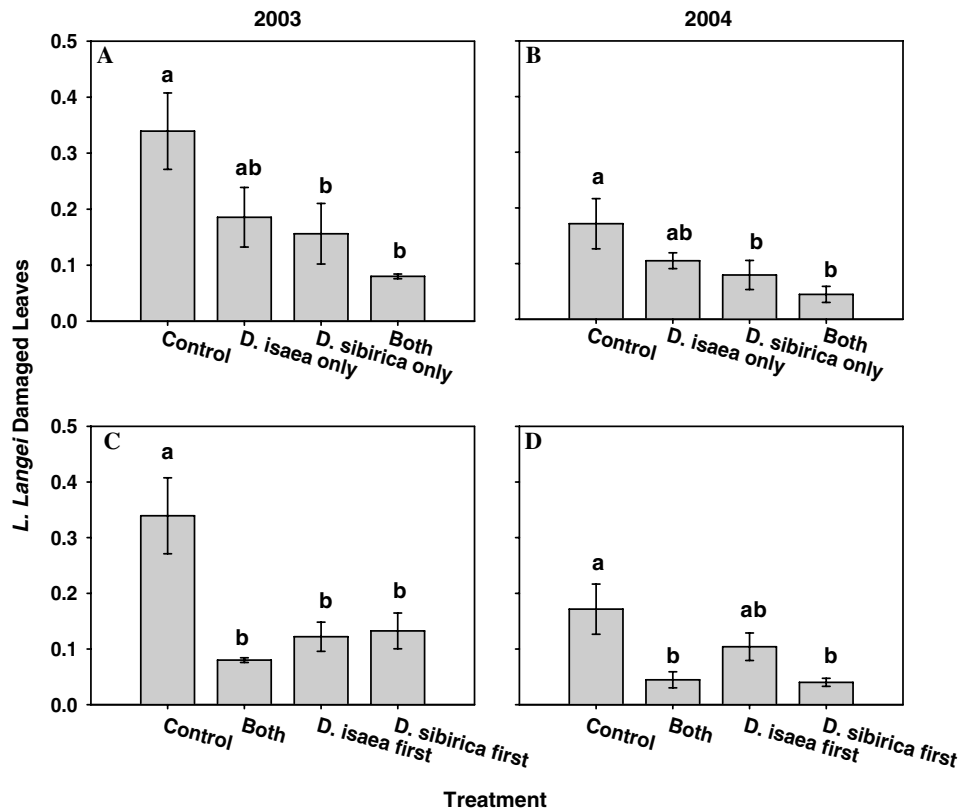 2003
2004
A
0.5
0.4
0.3
0.2
0.1
0.0
a
ab
b
b
Control
D. isaea only
D. sibirica only
Both
B
a
ab
b
b
Control
D. isaea only
D. sibirica only
Both
L. Langei Damaged Leaves
C
0.5
0.4
0.3
0.2
0.1
0.0
a
b
b
b
Control
Both
D. isaea first
D. sibirica first
D
a
b
ab
b
Control
Both
D. isaea first
D. sibirica first
Treatment